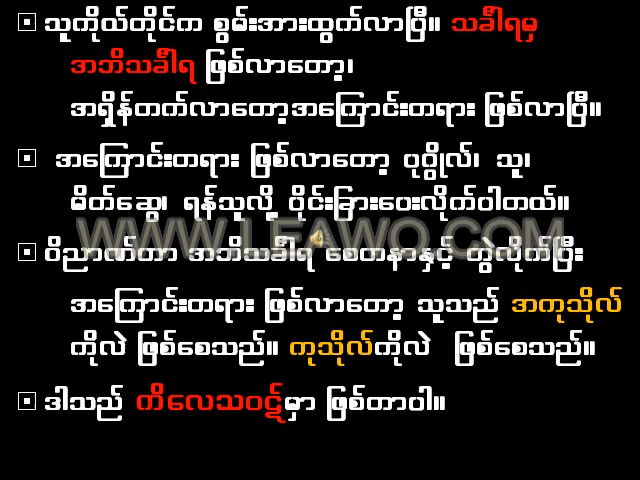 သူကိုယ်တိုင်က စွမ်းအားထွက်လာပြီ။ သင်္ခါရမှ
အဘိသင်္ခါရ ဖြစ်လာတော့၊
အရှိန်တက်လာတော့အကြောင်းတရား ဖြစ်လာပြီ။
အကြောင်းတရား ဖြစ်လာတော့ ပုဂ္ဂိုလ်၊ သူ၊
မိတ်ဆွေ၊ ရန်သူလို့ ပိုင်းခြားပေးလိုက်ပါတယ်။
WWW.LEAWO.COM
ဝိညာဏ်ဟာ အဘိသင်္ခါရ စေတနာနှင့် တွဲလိုက်ပြီး
အကြောင်းတရား ဖြစ်လာတော့ သူသည် အကုသိုလ်
ကိုလဲ ဖြစ်စေသည်။ ကုသိုလ်ကိုလဲ ဖြစ်စေသည်။
ဒါသည် ကိလေသဝဋ်မှာ ဖြစ်တာပါ။